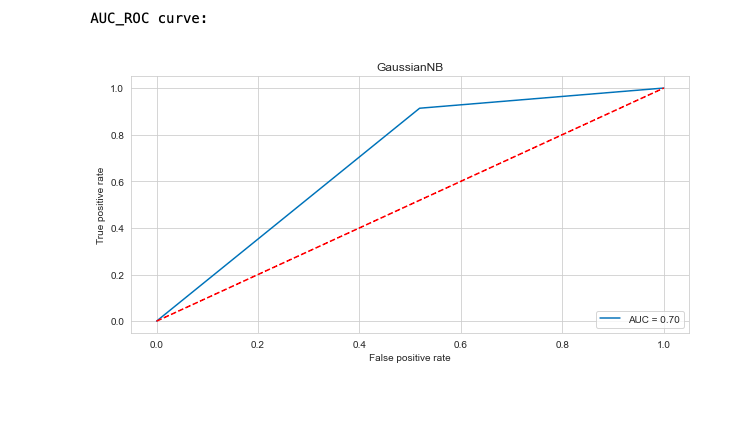 AUC_ROC curve:
GaussianNB
1.0
0.8
0.6
0.4
0.2
0.0
True positive rate
AUC = 0.70
0.0 0.2 0.4 0.6 0.8 1.0
False positive rate